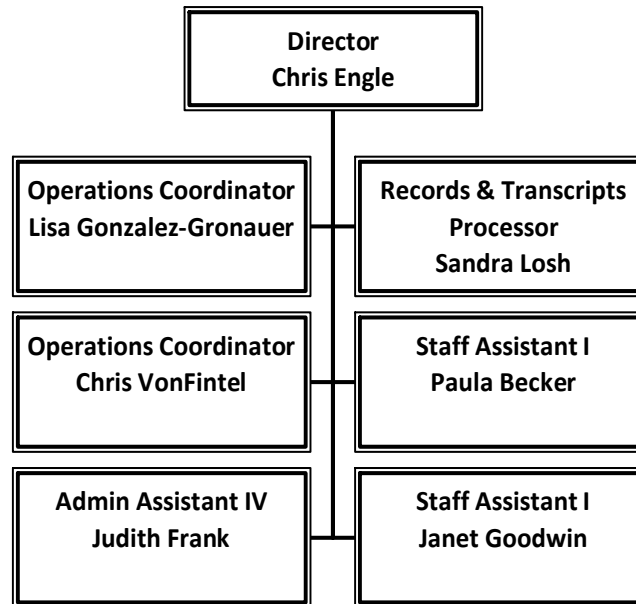 Director
Chris Engle
Operations Coordinator
Lisa Gonzalez-Gronauer
Records & Transcripts
Processor
Sandra Losh
Operations Coordinator
Chris VonFintel
Staff Assistant I
Paula Becker
Admin Assistant IV
Judith Frank
Staff Assistant I
Janet Goodwin